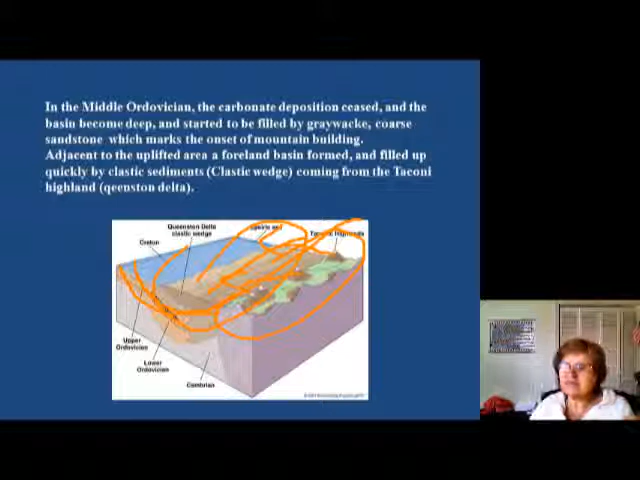 In the Middle Ordovician, the carbonate deposition ceased, and the
basin become deep, and started to be filled by graywacke, coarse
sandstone which marks the onset of mountain building.
Adjacent to the uplifted area a foreland basin formed, and filled up
quickly by clastic sediments (Clastic wedge) coming from the Taconi
highland (qeenston delta).
Queenston Delta
clastic wedge
Craton
Upper
Ordovician
Lower
Ordovician
Cambrian